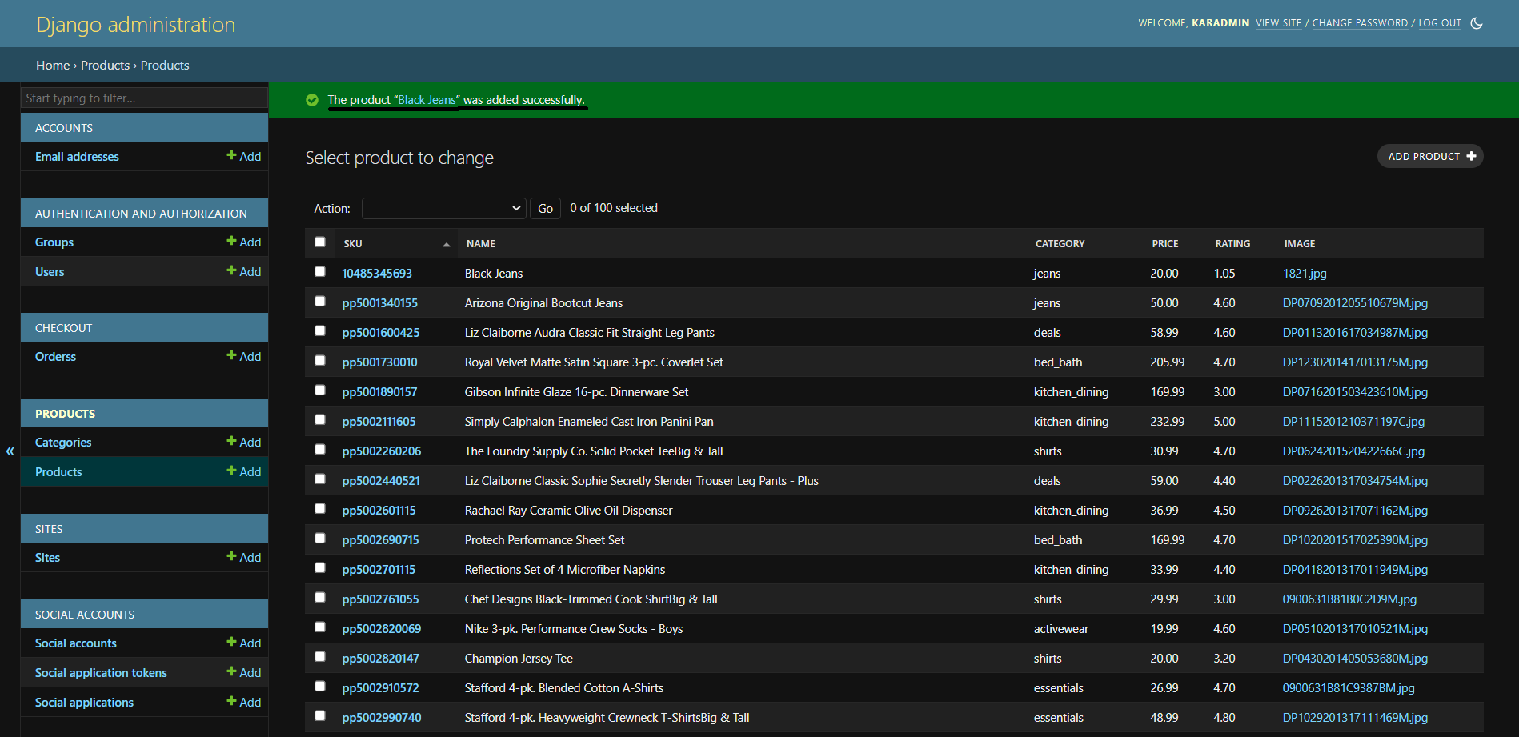 Django administration
WELCOME, KARADMIN VIEW SITE / CHANGE PASSWORD / LOG OUT
Home › Products › Products
Start typing to filter...
ACCOUNTS
Email addresses + Add
AUTHENTICATION AND AUTHORIZATION
Groups + Add
Users + Add
CHECKOUT
Orderss + Add
PRODUCTS
Categories + Add
Products + Add
SITES
Sites + Add
SOCIAL ACCOUNTS
Social accounts + Add
Social application tokens + Add
Social applications + Add
«
The product “Black Jeans” was added successfully.
Select product to change
ADD PRODUCT +
Action: Go 0 of 100 selected
SKU NAME CATEGORY PRICE RATING IMAGE
10485345693 Black Jeans jeans 20.00 1.05 1821.jpg
pp5001340155 Arizona Original Bootcut Jeans jeans 50.00 4.60 DP0709201205510679M.jpg
pp5001600425 Liz Claiborne Audra Classic Fit Straight Leg Pants deals 58.99 4.60 DP0113201617034987M.jpg
pp5001730010 Royal Velvet Matte Satin Square 3-pc. Coverlet Set bed_bath 205.99 4.70 DP1230201417013175M.jpg
pp5001890157 Gibson Infinite Glaze 16-pc. Dinnerware Set kitchen_dining 169.99 3.00 DP0716201503423610M.jpg
pp5002111605 Simply Calphalon Enameled Cast Iron Panini Pan kitchen_dining 232.99 5.00 DP1115201210371197C.jpg
pp5002260206 The Foundry Supply Co. Solid Pocket TeeBig & Tall shirts 30.99 4.70 DP0624201520422666C.jpg
pp5002440521 Liz Claiborne Classic Sophie Secretly Slender Trouser Leg Pants - Plus deals 59.00 4.40 DP0226201317034754M.jpg
pp5002601115 Rachael Ray Ceramic Olive Oil Dispenser kitchen_dining 36.99 4.50 DP0926201317071162M.jpg
pp5002690715 Protech Performance Sheet Set bed_bath 169.99 4.70 DP1020201517025390M.jpg
pp5002701115 Reflections Set of 4 Microfiber Napkins kitchen_dining 33.99 4.40 DP0418201317011949M.jpg
pp5002761055 Chef Designs Black-Trimmed Cook ShirtBig & Tall shirts 29.99 3.00 0900631B81B0C2D9M.jpg
pp5002820069 Nike 3-pk. Performance Crew Socks - Boys activewear 19.99 4.60 DP0510201317010521M.jpg
pp5002820147 Champion Jersey Tee shirts 20.00 3.20 DP0430201405053680M.jpg
pp5002910572 Stafford 4-pk. Blended Cotton A-Shirts essentials 26.99 4.70 0900631B81C9387BM.jpg
pp5002990740 Stafford 4-pk. Heavyweight Crewneck T-ShirtsBig & Tall essentials 48.99 4.80 DP1029201317111469M.jpg